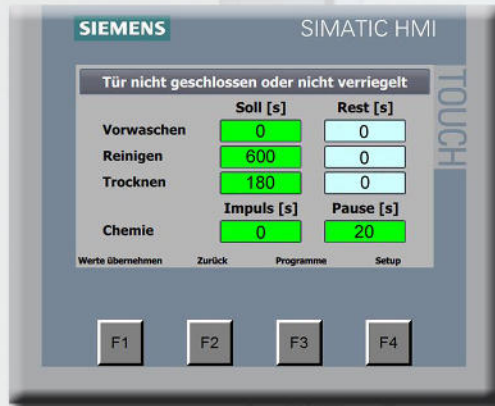 SIEMENS SIMATIC HMI
TOUCH
Tür nicht geschlossen oder nicht verriegelt
Soll [s] Rest [s]
Vorwaschen 0 0
Reinigen 600 0
Trocknen 180 0
Impuls [s] Pause [s]
Chemie 0 20
Werte übernehmen Zurück Programme Setup
F1 F2 F3 F4